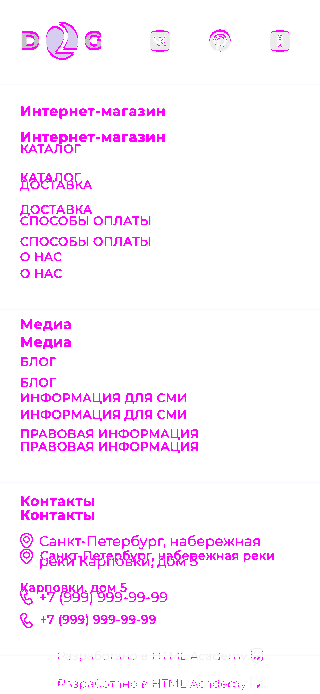 D2G
Интернет-магазин
Интернет-магазин
КАТАЛОГ
КАТАЛОГ
ДОСТАВКА
ДОСТАВКА
СПОСОБЫ ОПЛАТЫ
СПОСОБЫ ОПЛАТЫ
О НАС
О НАС
Медиа
Медиа
БЛОГ
БЛОГ
ИНФОРМАЦИЯ ДЛЯ СМИ
ИНФОРМАЦИЯ ДЛЯ СМИ
ПРАВОВАЯ ИНФОРМАЦИЯ
ПРАВОВАЯ ИНФОРМАЦИЯ
Контакты
Контакты
Санкт-Петербург, набережная
Санкт-Петербург, набережная реки
реки Карповки, дом 5
Карповки, дом 5
+7 (999) 999-99-99
+7 (999) 999-99-99
Разработано в HTML Academy
Разработано в HTML Academy